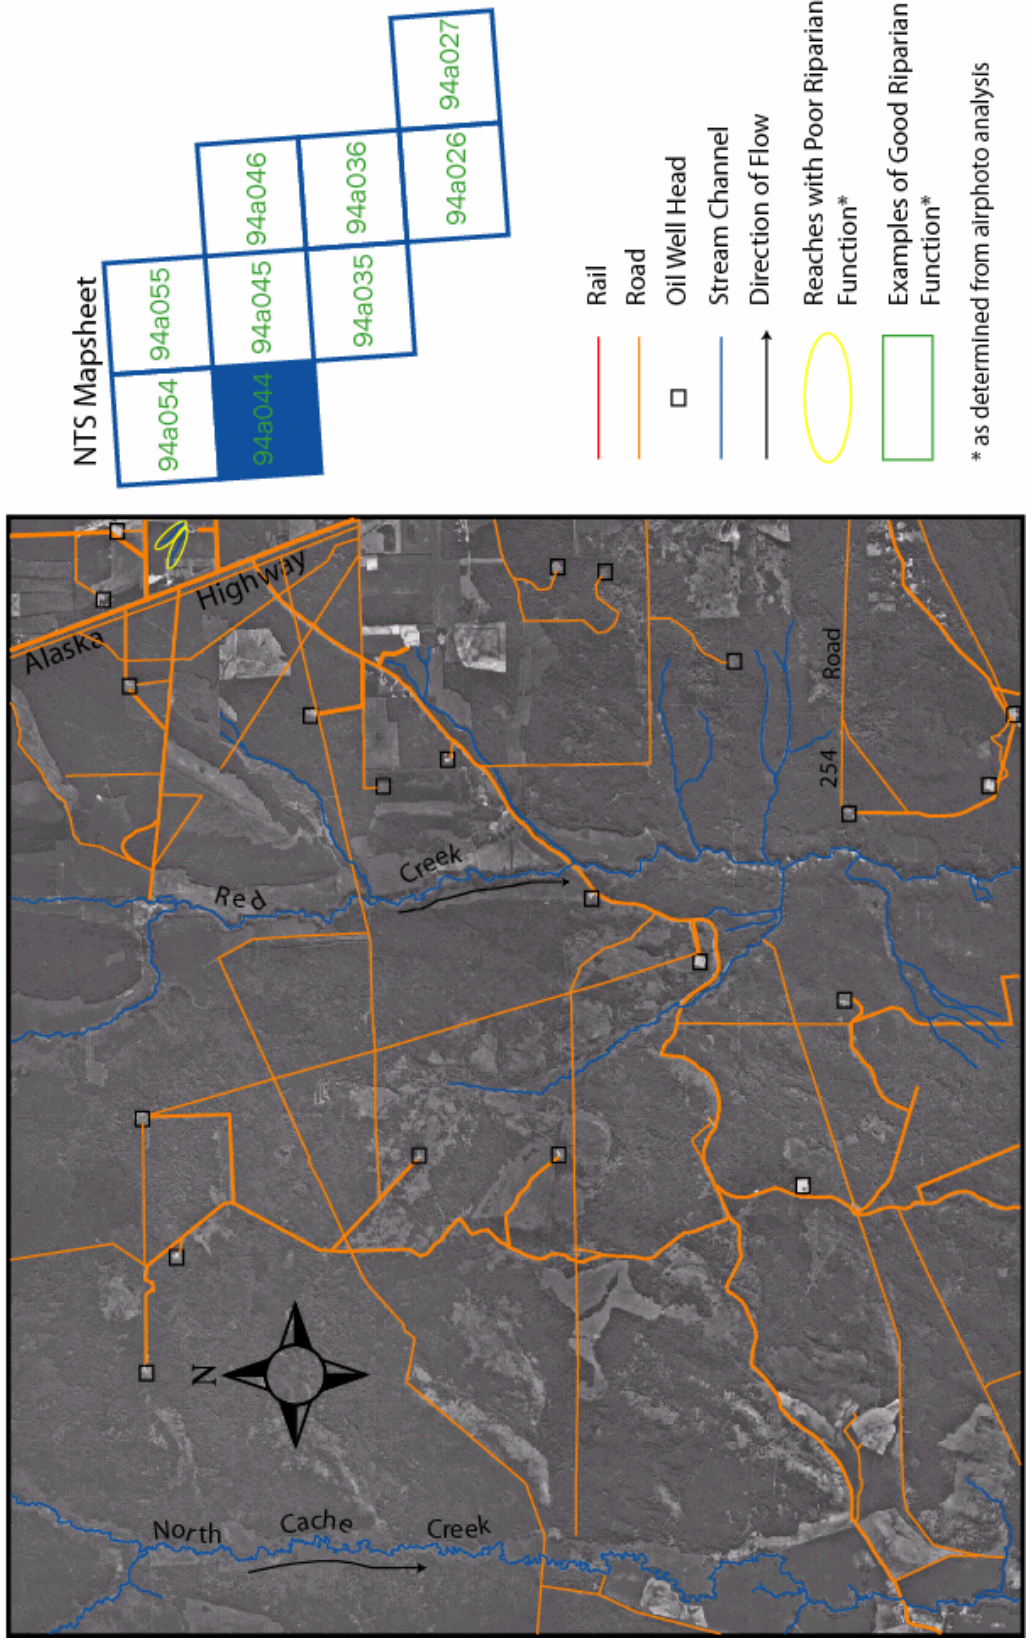 NTS Mapsheet
94a054
94a055
94a044
94a045
94a046
94a035
94a036
94a026
94a027
Rail
Road
Oil Well Head
Stream Channel
Direction of Flow
Reaches with Poor Riparian
Function*
Examples of Good Riparian
Function*
* as determined from airphoto analysis
Alaska Highway
Red Creek
254 Road
N
North Cache Creek